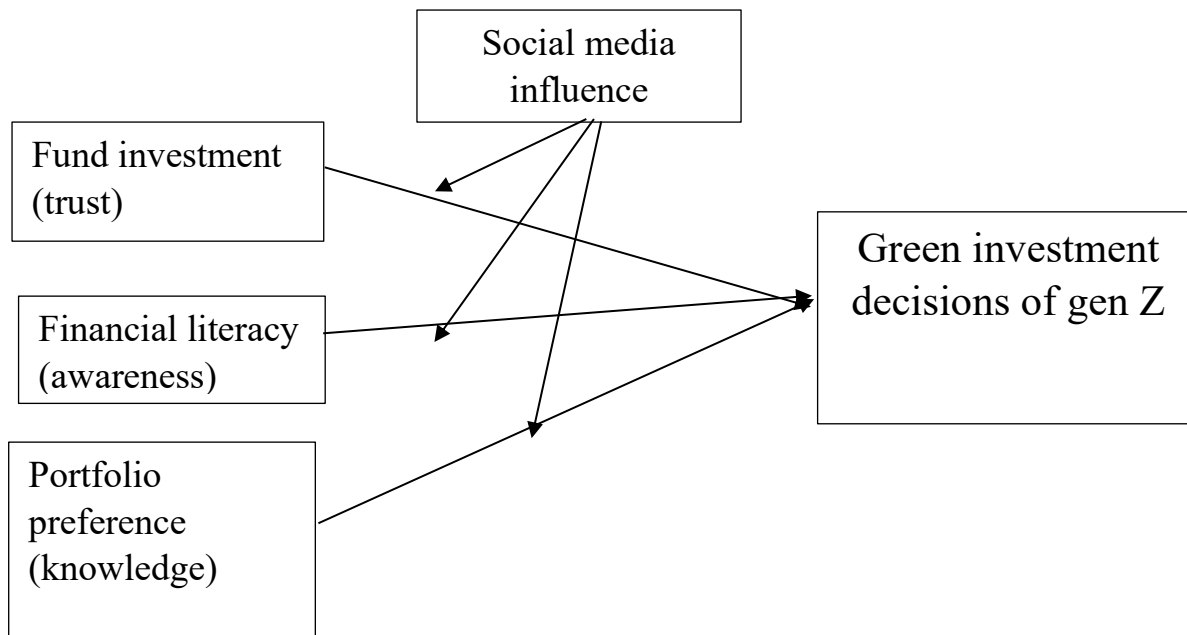 Social media
influence
Fund investment
(trust)
Financial literacy
(awareness)
Portfolio
preference
(knowledge)
Green investment
decisions of gen Z